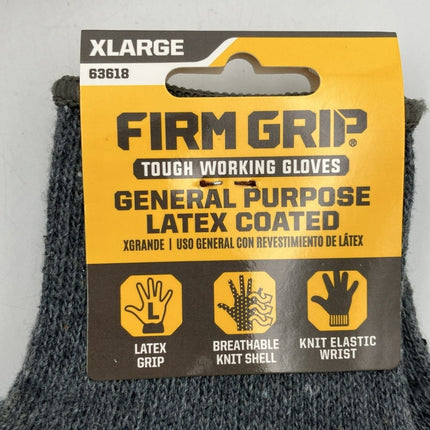 XLARGE
63618
FIRM GRIP®
TOUGH WORKING GLOVES
GENERAL PURPOSE
LATEX COATED
XGRANDE | USO GENERAL CON REVESTIMIENTO DE LÁTEX
L
LATEX
GRIP
BREATHABLE
KNIT SHELL
KNIT ELASTIC
WRIST